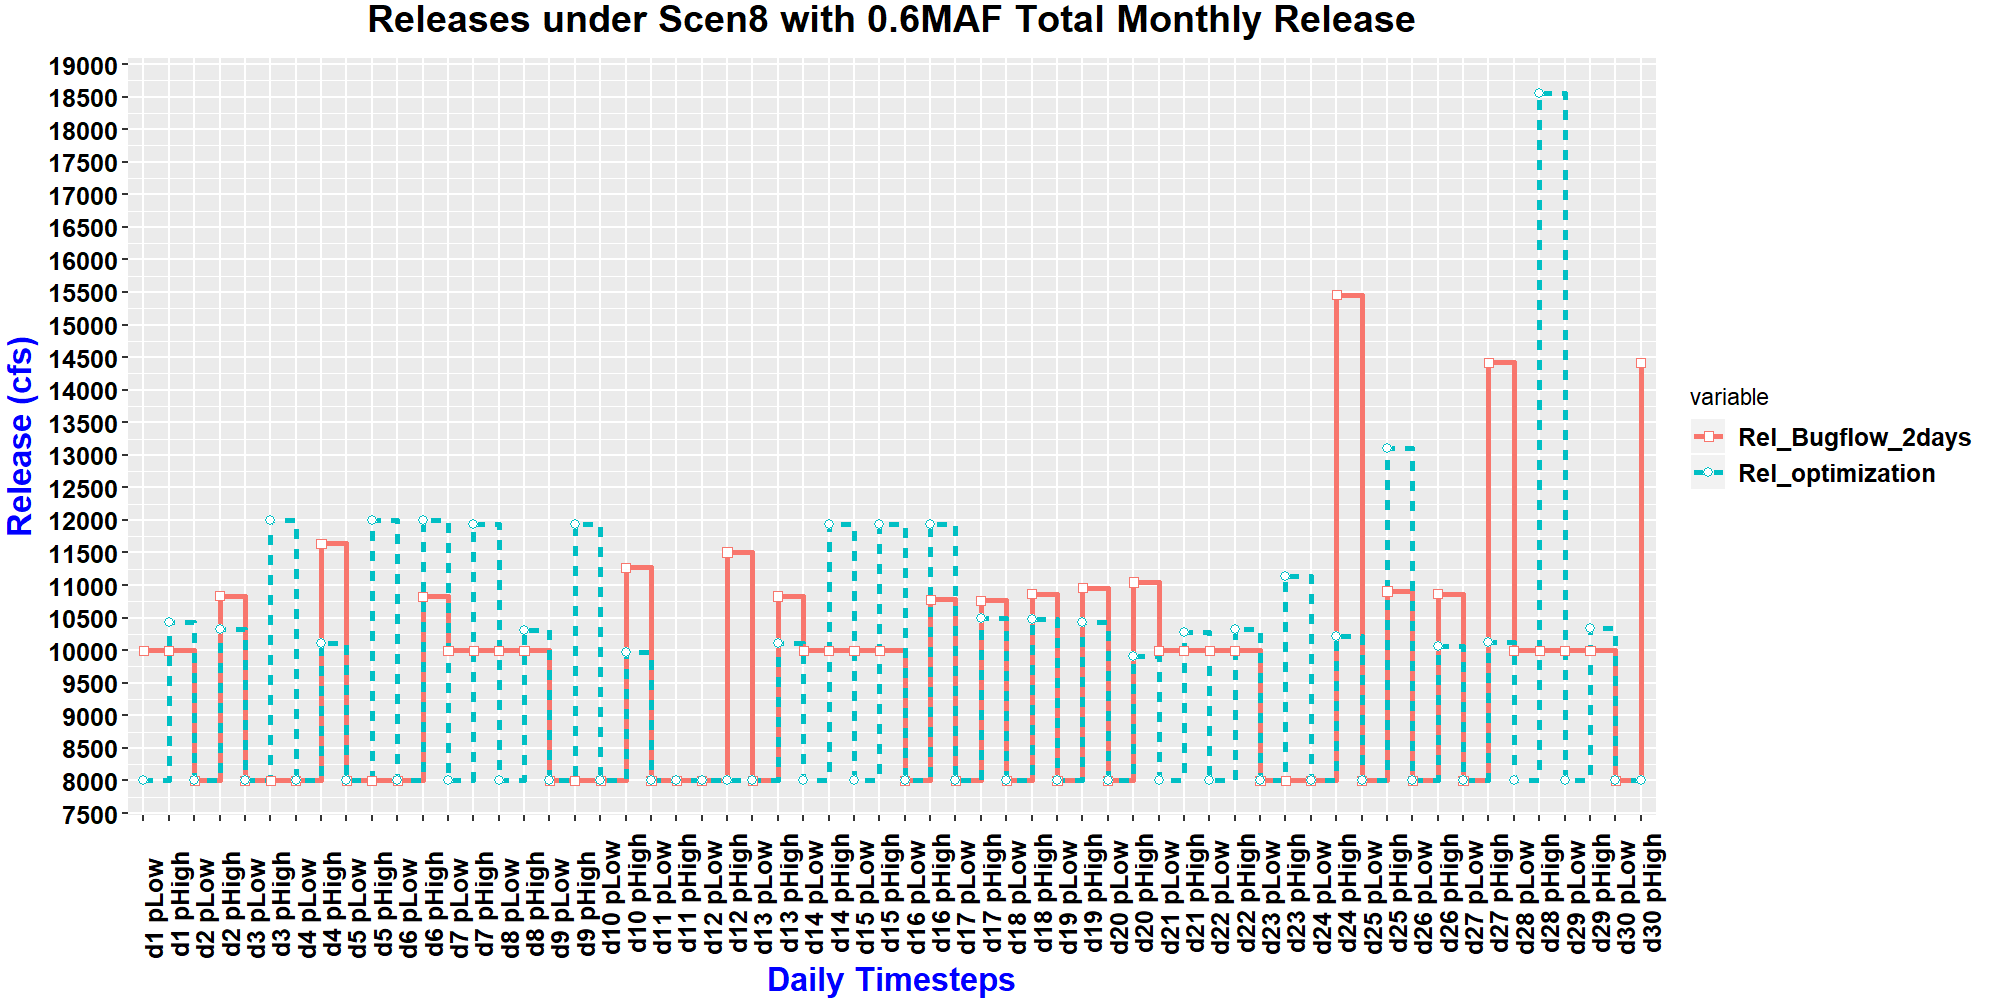 Releases under Scen8 with 0.6MAF Total Monthly Release
Release (cfs)
19000
18500
18000
17500
17000
16500
16000
15500
15000
14500
14000
13500
13000
12500
12000
11500
11000
10500
10000
9500
9000
8500
8000
7500
d1 pLow
d1 pHigh
d2 pLow
d2 pHigh
d3 pLow
d3 pHigh
d4 pLow
d4 pHigh
d5 pLow
d5 pHigh
d6 pLow
d6 pHigh
d7 pLow
d7 pHigh
d8 pLow
d8 pHigh
d9 pLow
d9 pHigh
d10 pLow
d10 pHigh
d11 pLow
d11 pHigh
d12 pLow
d12 pHigh
d13 pLow
d13 pHigh
d14 pLow
d14 pHigh
d15 pLow
d15 pHigh
d16 pLow
d16 pHigh
d17 pLow
d17 pHigh
d18 pLow
d18 pHigh
d19 pLow
d19 pHigh
d20 pLow
d20 pHigh
d21 pLow
d21 pHigh
d22 pLow
d22 pHigh
d23 pLow
d23 pHigh
d24 pLow
d24 pHigh
d25 pLow
d25 pHigh
d26 pLow
d26 pHigh
d27 pLow
d27 pHigh
d28 pLow
d28 pHigh
d29 pLow
d29 pHigh
d30 pLow
d30 pHigh
Daily Timesteps
variable
Rel_Bugflow_2days
Rel_optimization